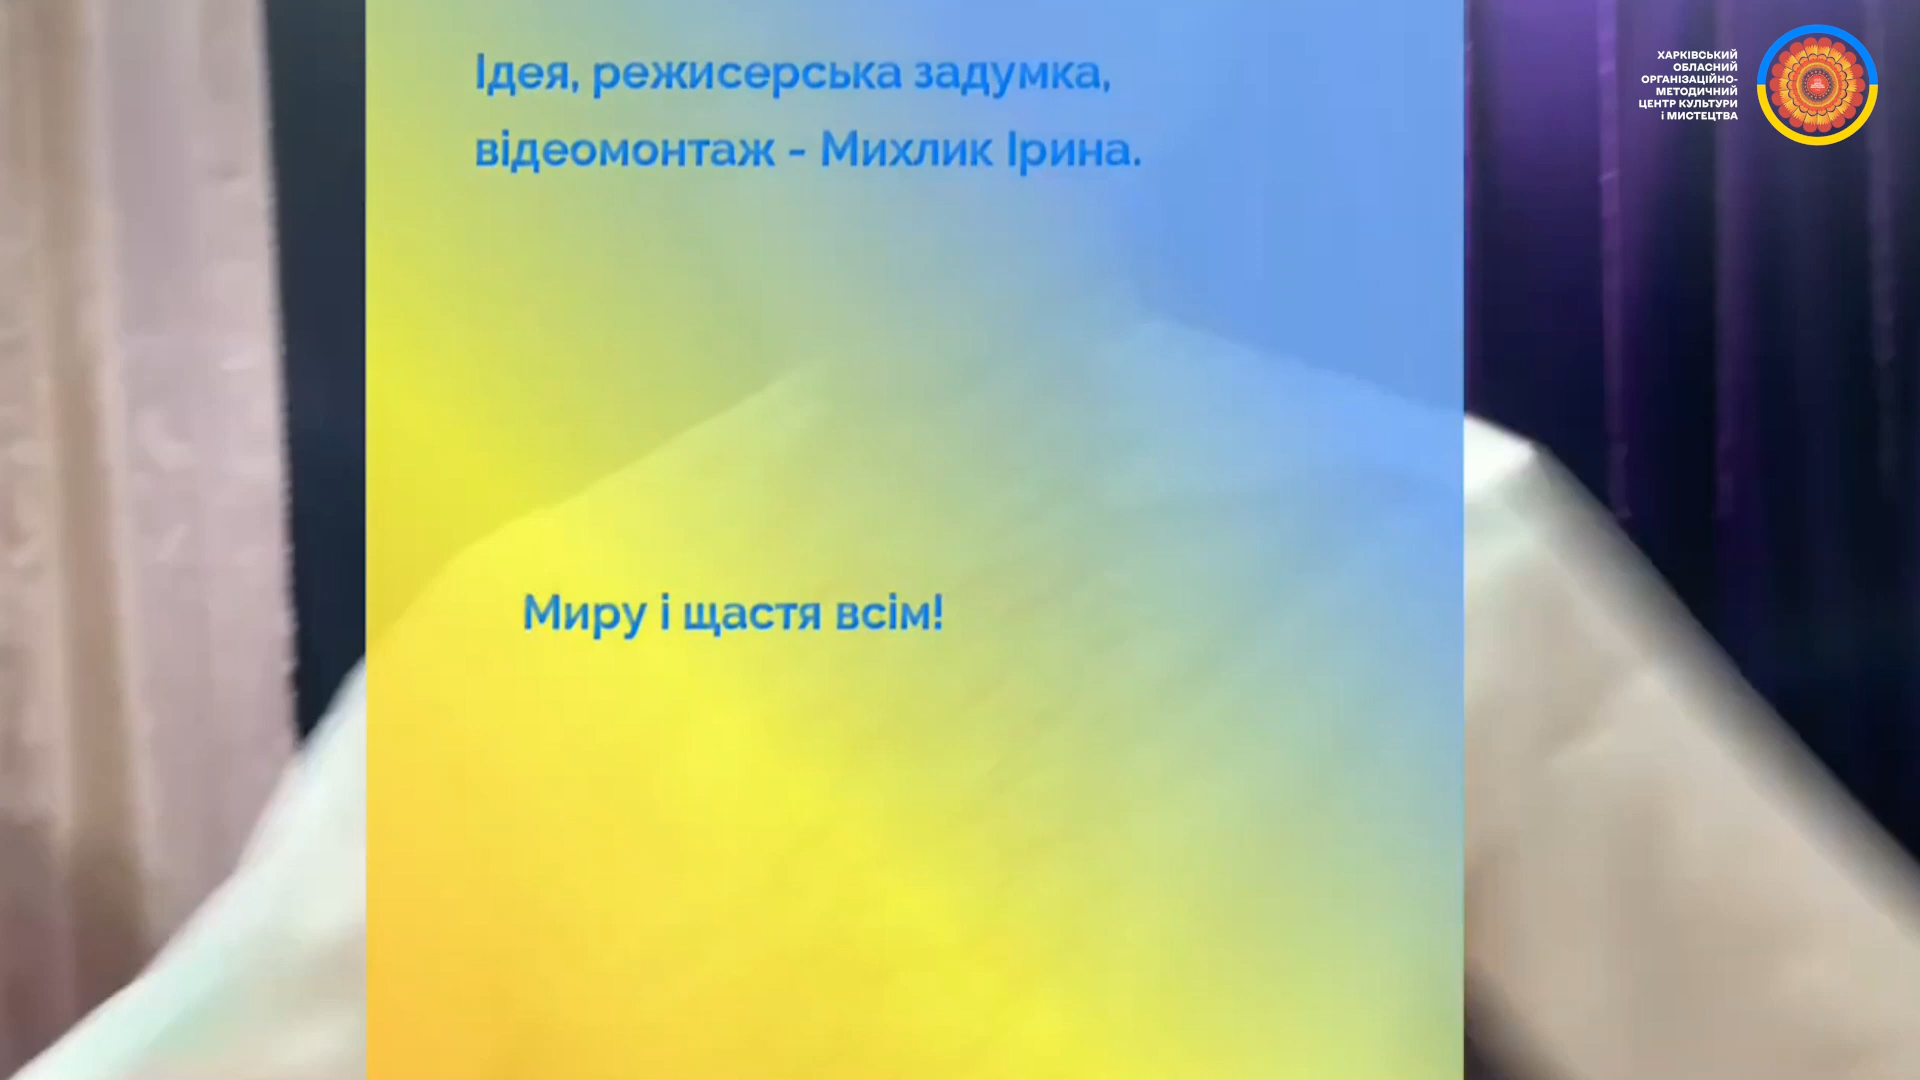 Ідея, режисерська задумка,
відеомонтаж - Михлик Ірина.
Миру і щастя всім!
ХАРКІВСЬКИЙ
ОБЛАСНИЙ
ОРГАНІЗАЦІЙНО-
МЕТОДИЧНИЙ
ЦЕНТР КУЛЬТУРИ
і МИСТЕЦТВА